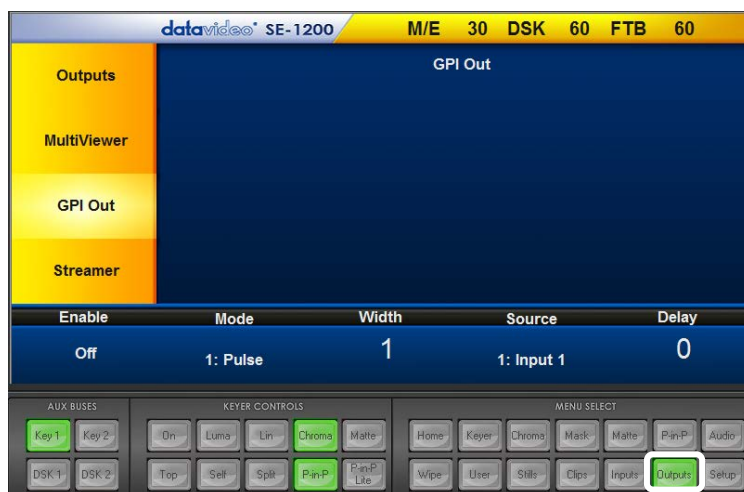 datavideo SE-1200 M/E 30 DSK 60 FTB 60
Outputs
MultiViewer
GPI Out
Streamer
GPI Out
Enable Mode Width Source Delay
Off 1: Pulse 1 1: Input 1 0
AUX BUSES KEYER CONTROLS MENU SELECT
Key 1 Key 2 On Luma Lin Chroma Matte Home Keyer Chroma Mask Matte P-in-P Audio
DSK 1 DSK 2 Top Self Split P-in-P P-in-P Lite Wipe User Stills Clips Inputs Outputs Setup